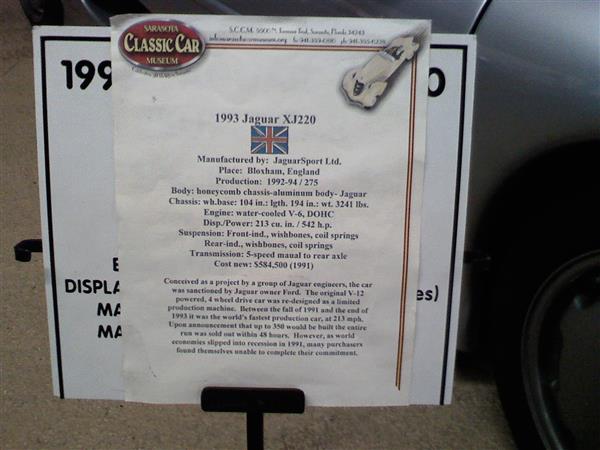 SARASOTA
CLASSIC CAR
MUSEUM
199
0
1993 Jaguar XJ220
Manufactured by: JaguarSport Ltd.
Place: Bloxham, England
Production: 1992-94 / 275
Body: honeycomb chassis-aluminum body- Jaguar
Chassis: wh.base: 104 in.: lgth. 194 in.: wt. 3241 lbs.
Engine: water-cooled V-6, DOHC
Disp./Power: 213 cu. in. / 542 h.p.
Suspension: Front-ind., wishbones, coil springs
Rear-ind., wishbones, coil springs
Transmission: 5-speed maual to rear axle
Cost new: $584,500 (1991)
Conceived as a project by a group of Jaguar engineers, the car
was sanctioned by Jaguar owner Ford. The original V-12
powered, 4 wheel drive car was re-designed as a limited
production machine. Between the fall of 1991 and the end of
1993 it was the world's fastest production car, at 213 mph.
Upon announcement that up to 350 would be built the entire
run was sold out within 48 hours. However, as world
economies slipped into recession in 1991, many purchasers
found themselves unable to complete their commitment.
DISPLA
es)
MA
MA